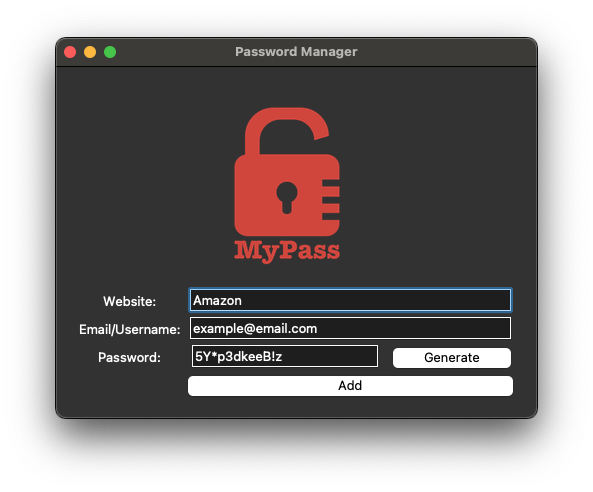 Password Manager
MyPass
Website:
Amazon
Email/Username:
example@email.com
Password:
5Y*p3dkeeB!z
Generate
Add